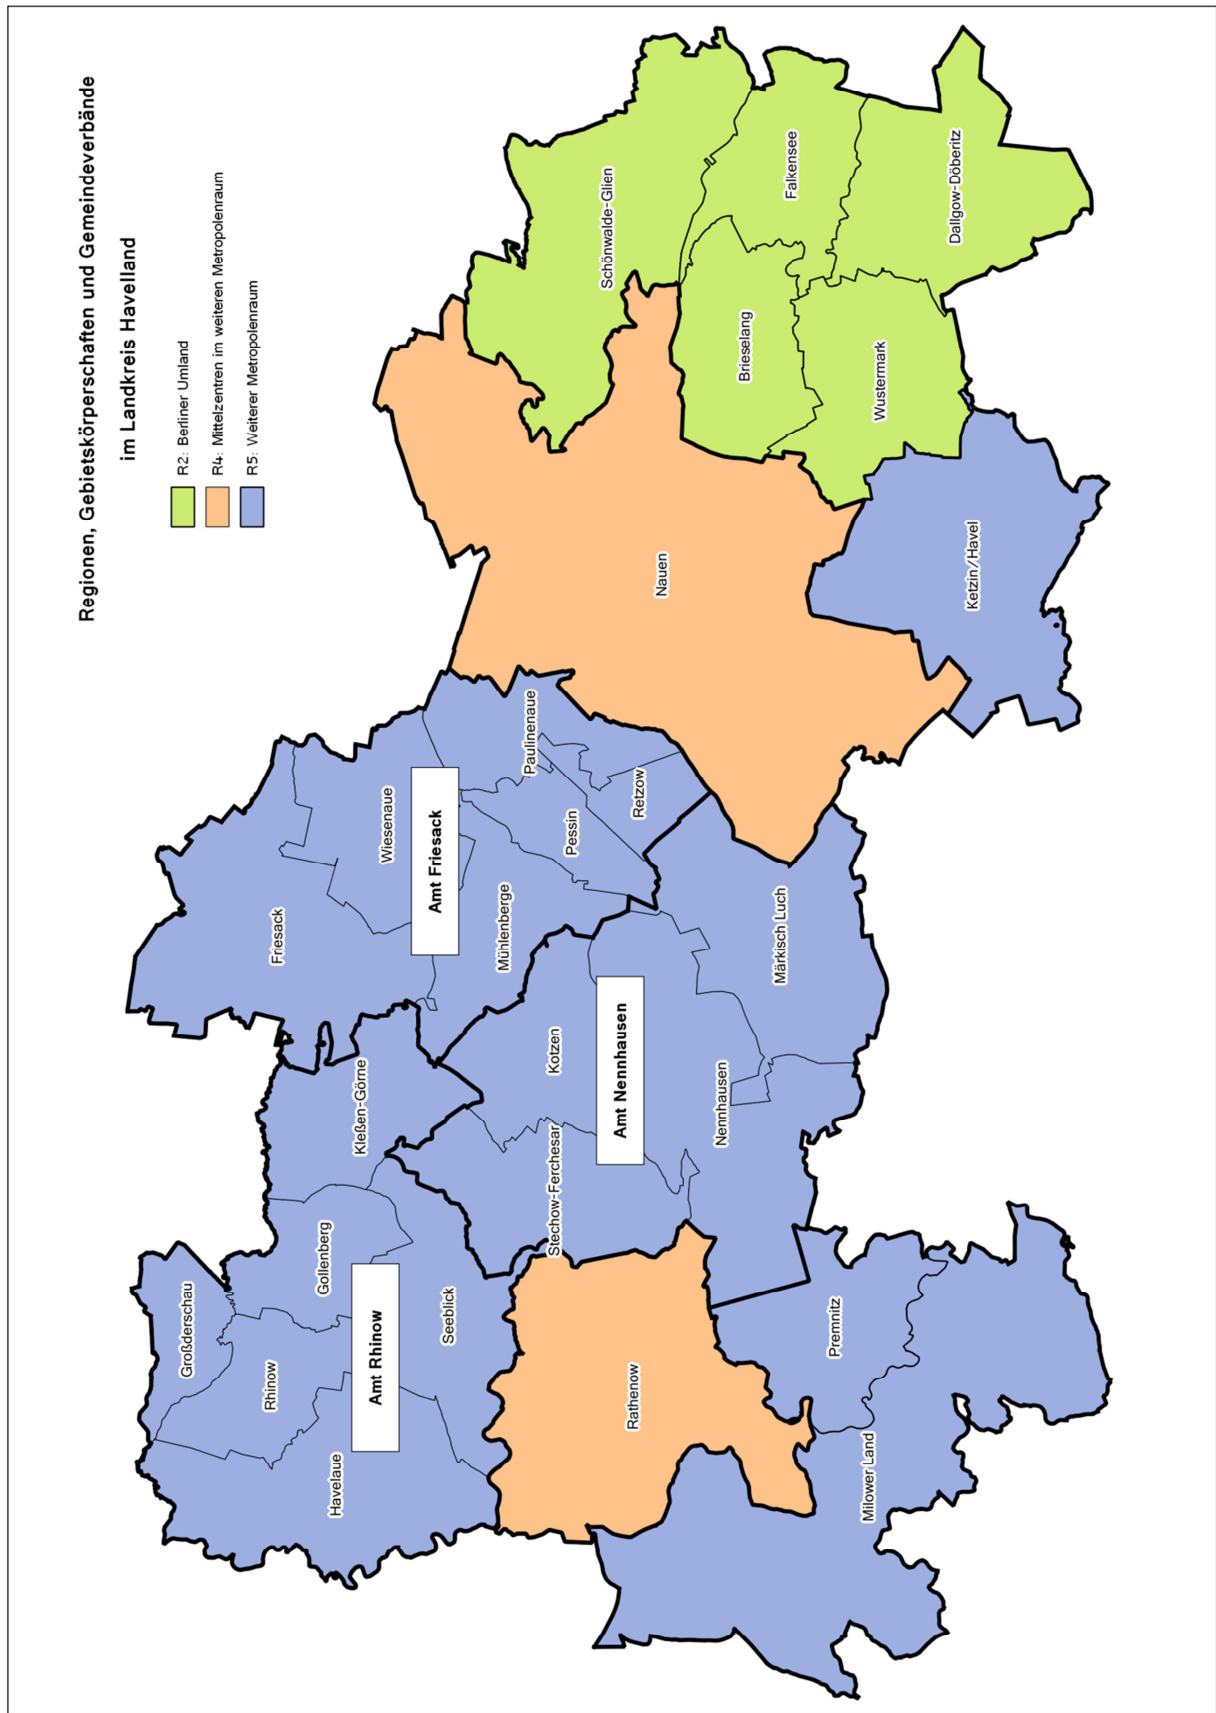 Regionen, Gebietskörperschaften und Gemeindeverbände
im Landkreis Havelland
R2: Berliner Umland
R4: Mittelzentren im weiteren Metropolenraum
R5: Weiterer Metropolenraum
Großderschau
Rhinow
Gollenberg
Havelaue
Amt Rhinow
Kleßen-Görne
Seeblick
Friesack
Wiesenaue
Amt Friesack
Mühlenberge
Paulinenaue
Pessin
Retzow
Stechow-Ferchesar
Kotzen
Amt Nennhausen
Nennhausen
Märkisch Luch
Rathenow
Premnitz
Milower Land
Nauen
Schönwalde-Glien
Brieselang
Falkensee
Wustermark
Dallgow-Döberitz
Ketzin/Havel